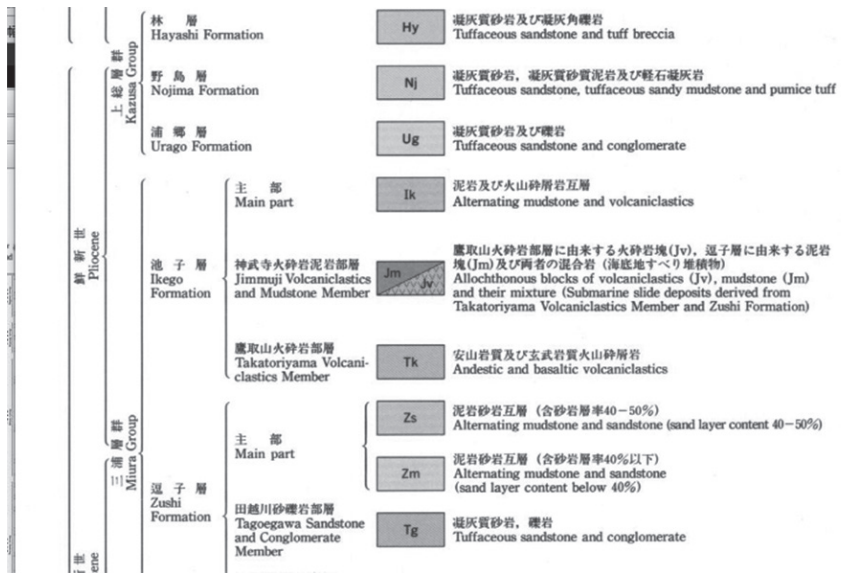 林 層
Hayashi Formation
Hy
凝灰質砂岩及び凝灰角礫岩
Tuffaceous sandstone and tuff breccia
上総層群
Kazusa Group
野 島 層
Nojima Formation
Nj
凝灰質砂岩，凝灰質砂質泥岩及び軽石凝灰岩
Tuffaceous sandstone, tuffaceous sandy mudstone and pumice tuff
浦 郷 層
Urago Formation
Ug
凝灰質砂岩及び礫岩
Tuffaceous sandstone and conglomerate
鮮新世
Pliocene
池 子 層
Ikego
Formation
主 部
Main part
Ik
泥岩及び火山砕屑岩互層
Alternating mudstone and volcaniclastics
神武寺火砕岩泥岩部層
Jimmuji Volcaniclastics
and Mudstone Member
Jm
Jv
鷹取山火砕岩部層に由来する火砕岩塊(Jv)，逗子層に由来する泥岩
塊(Jm)及び両者の混合岩（海底地すべり堆積物）
Allochthonous blocks of volcaniclastics (Jv), mudstone (Jm)
and their mixture (Submarine slide deposits derived from
Takatoriyama Volcaniclastics Member and Zushi Formation)
鷹取山火砕岩部層
Takatoriyama Volcani-
clastics Member
Tk
安山岩質及び玄武岩質火山砕屑岩
Andestic and basaltic volcaniclastics
三浦層群
Miura Group
逗 子 層
Zushi
Formation
主 部
Main part
Zs
泥岩砂岩互層（含砂岩層率40－50%）
Alternating mudstone and sandstone (sand layer content 40－50%)
Zm
泥岩砂岩互層（含砂岩層率40%以下）
Alternating mudstone and sandstone
(sand layer content below 40%)
田越川砂礫岩部層
Tagoegawa Sandstone
and Conglomerate
Member
Tg
凝灰質砂岩，礫岩
Tuffaceous sandstone and conglomerate
世
ene